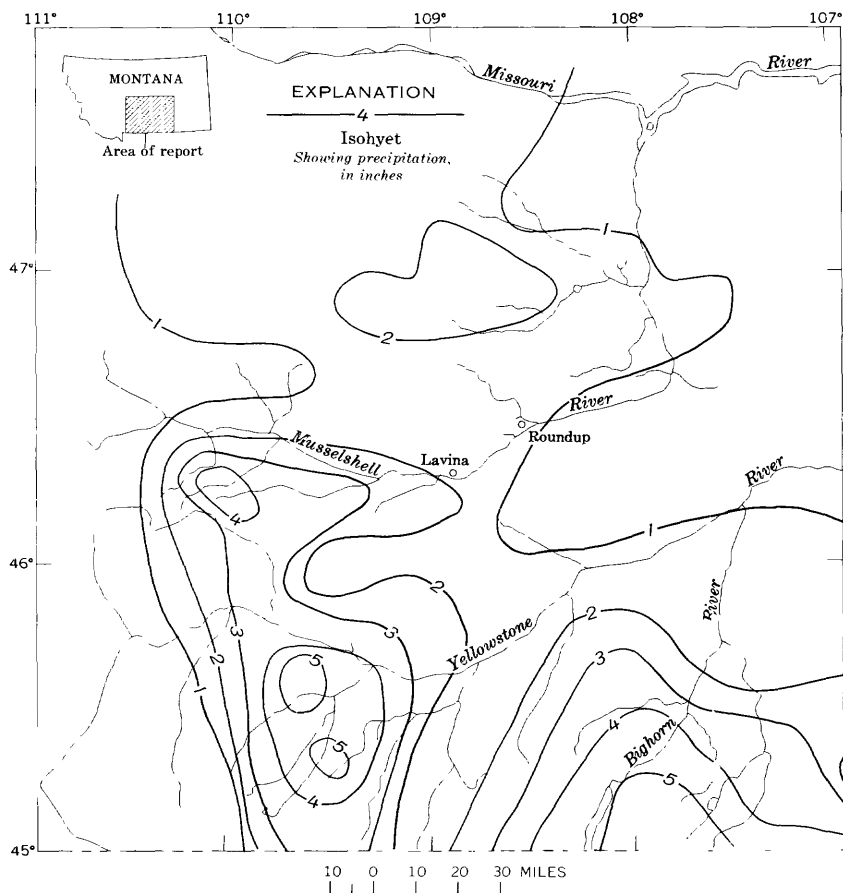 111° 110° 109° 108° 107°
MONTANA
Area of report
EXPLANATION
4
Isohyet
Showing precipitation,
in inches
Missouri
River
47°
1
1
2
1
River
Roundup
Musselshell
Lavina
River
4
1
46°
2
2
River
3
3
3
Yellowstone
5
2
1
4
Bighorn
5
5
4
45°
10 0 10 20 30 MILES